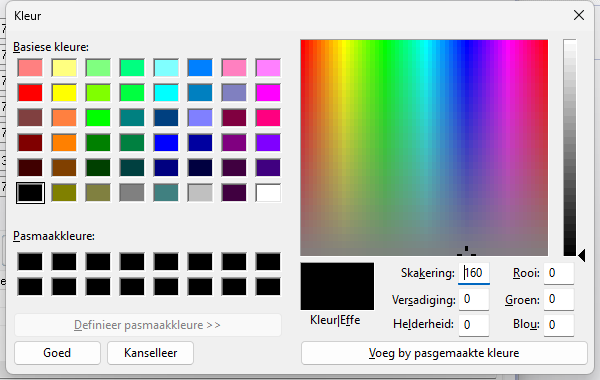 Kleur
Basiese kleure:
Pasmaakkleure:
Definieer pasmaakkleure >>
Goed
Kanselleer
Kleur|Effe
Skakering: 160
Rooi: 0
Versadiging: 0
Groen: 0
Helderheid: 0
Blou: 0
Voeg by pasgemaakte kleure